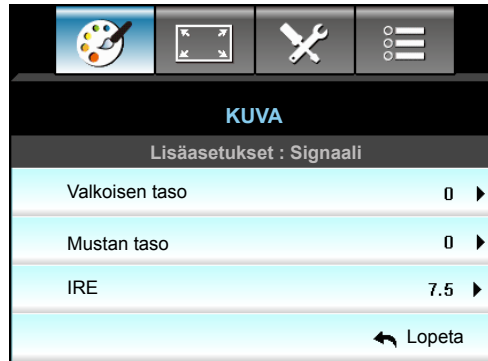 KUVA
Lisäasetukset : Signaali
Valkoisen taso 0
Mustan taso 0
IRE 7.5
Lopeta